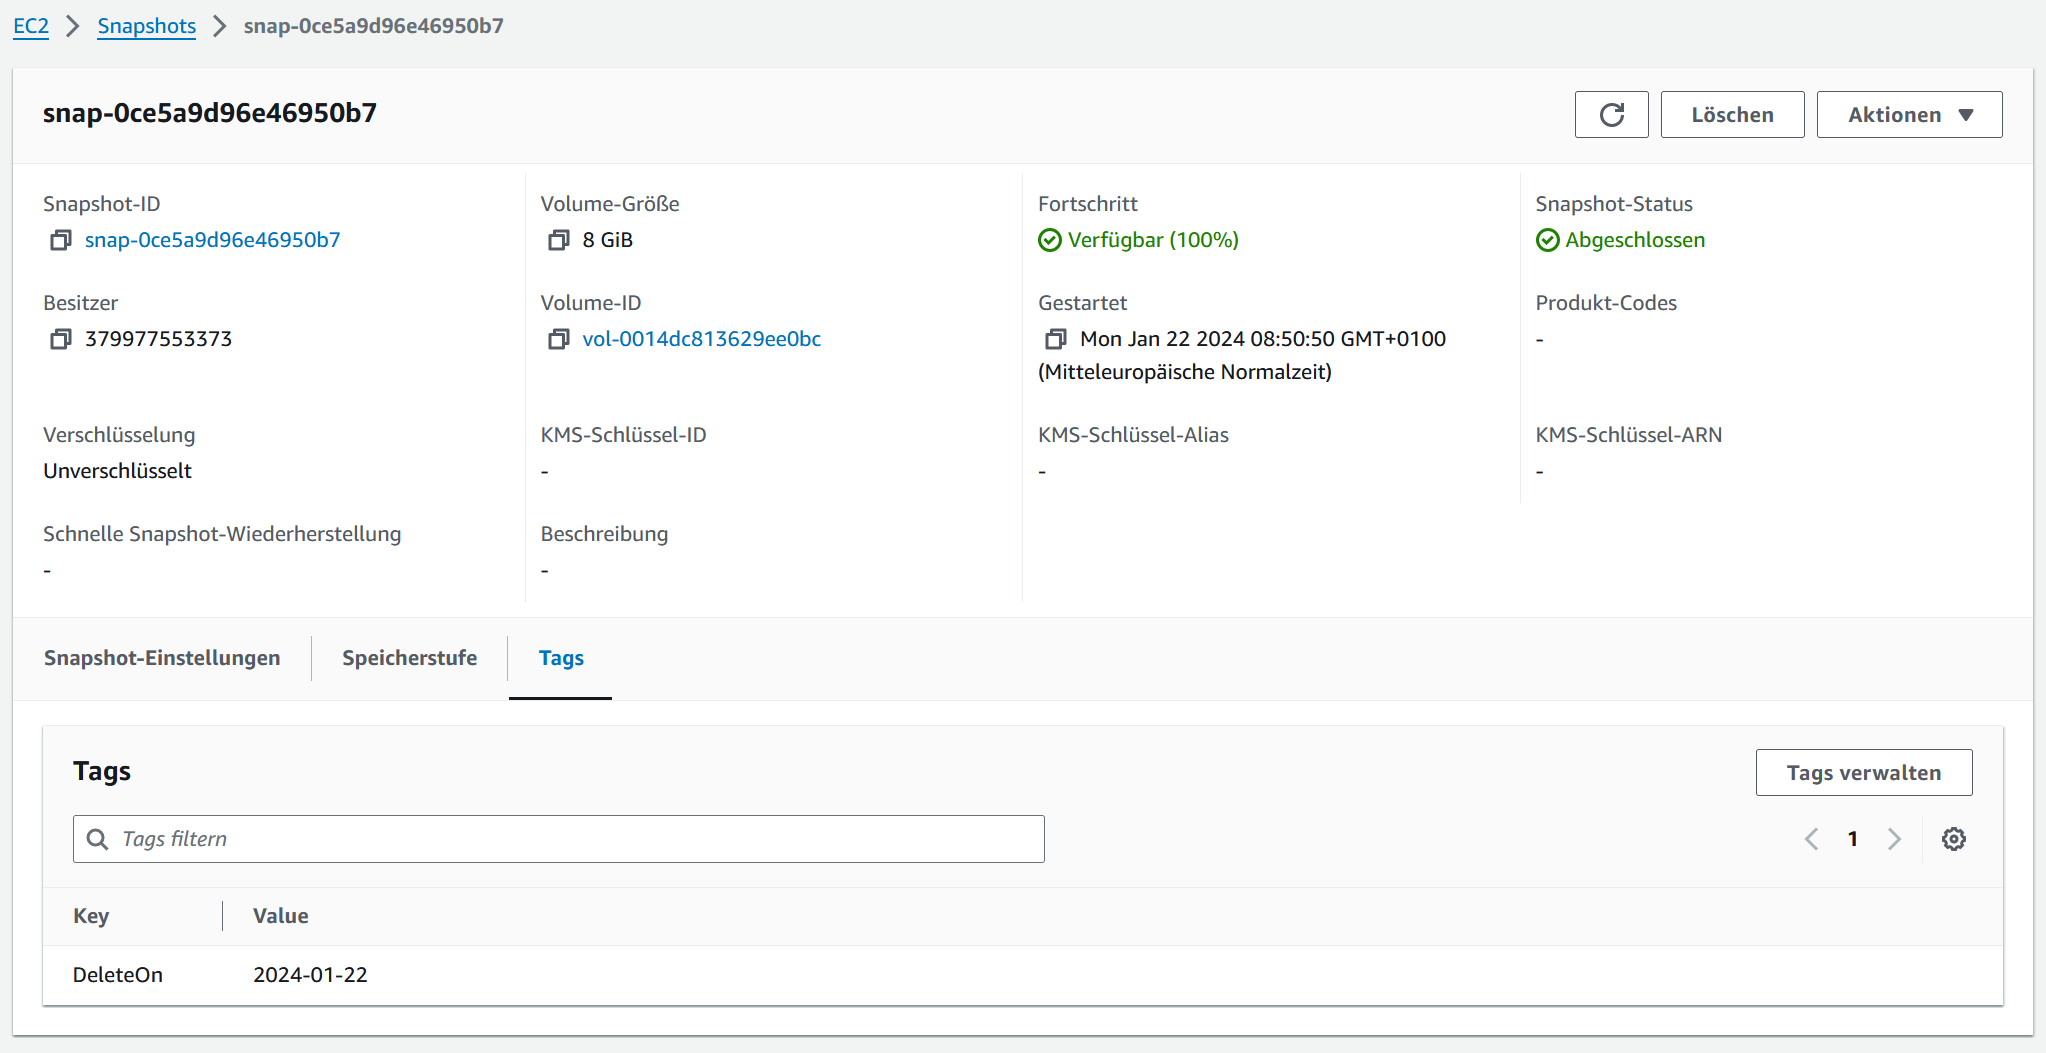 EC2 > Snapshots > snap-0ce5a9d96e46950b7
snap-0ce5a9d96e46950b7
Löschen
Aktionen
Snapshot-ID
snap-0ce5a9d96e46950b7
Volume-Größe
8 GiB
Fortschritt
Verfügbar (100%)
Snapshot-Status
Abgeschlossen
Besitzer
379977553373
Volume-ID
vol-0014dc813629ee0bc
Gestartet
Mon Jan 22 2024 08:50:50 GMT+0100
(Mitteleuropäische Normalzeit)
Produkt-Codes
-
Verschlüsselung
Unverschlüsselt
KMS-Schlüssel-ID
-
KMS-Schlüssel-Alias
-
KMS-Schlüssel-ARN
-
Schnelle Snapshot-Wiederherstellung
-
Beschreibung
-
Snapshot-Einstellungen
Speicherstufe
Tags
Tags
Tags verwalten
Tags filtern
1
Key
Value
DeleteOn
2024-01-22